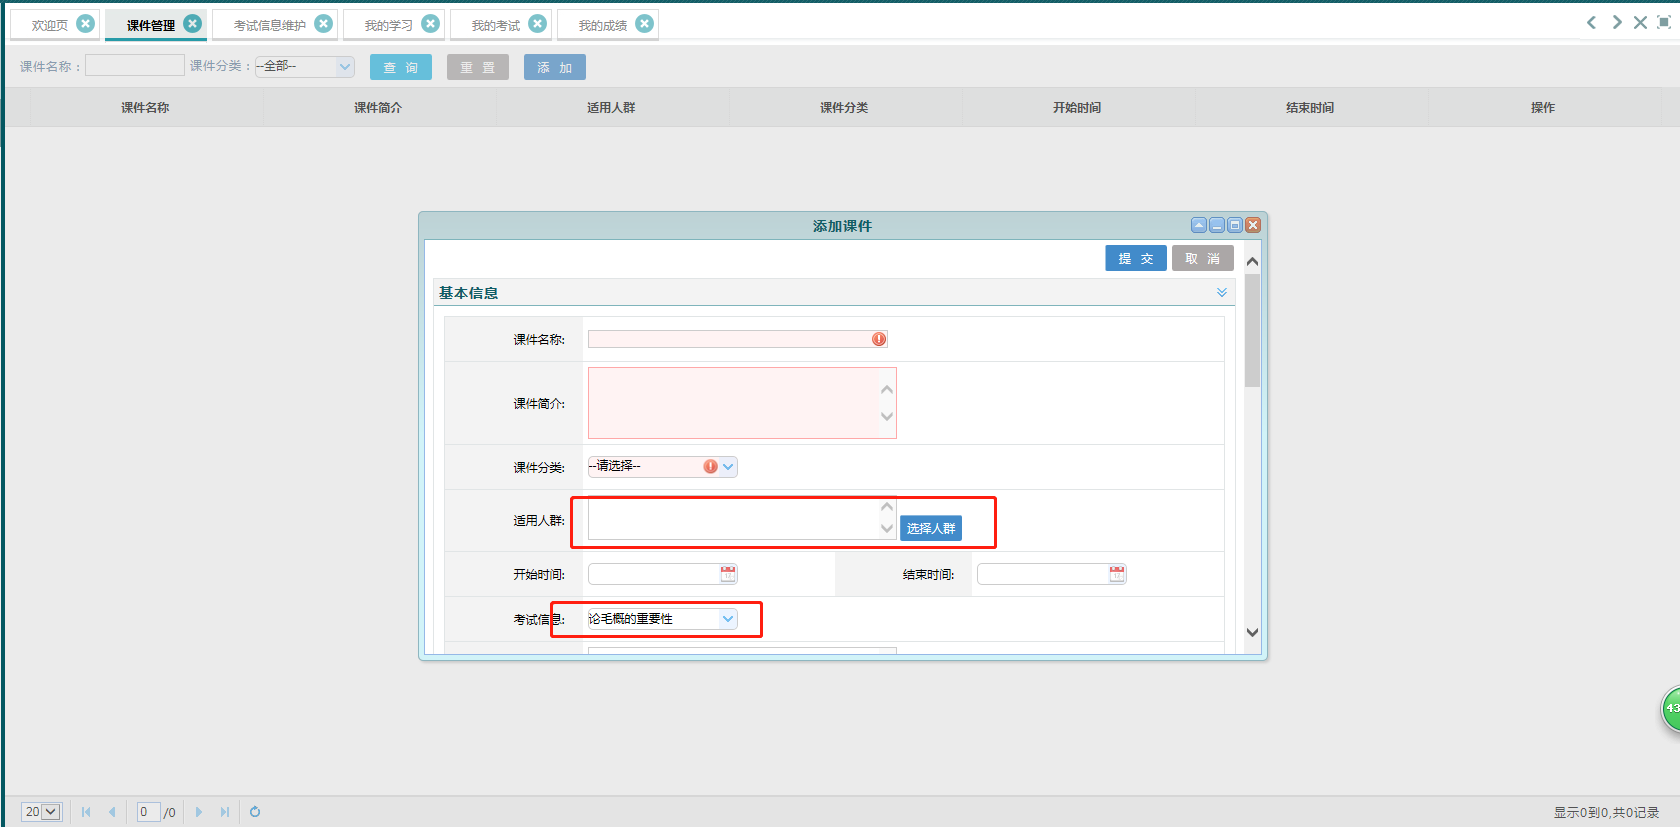 欢迎页 课件管理 考试信息维护 我的学习 我的考试 我的成绩
课件名称： 课件分类： --全部-- 查 询 重 置 添 加
课件名称 课件简介 适用人群 课件分类 开始时间 结束时间 操作
添加课件
提 交 取 消
基本信息
课件名称:
课件简介:
课件分类: --请选择--
适用人群: 选择人群
开始时间: 结束时间:
考试信息: 论毛概的重要性
43
20 0 /0 显示0到0,共0记录